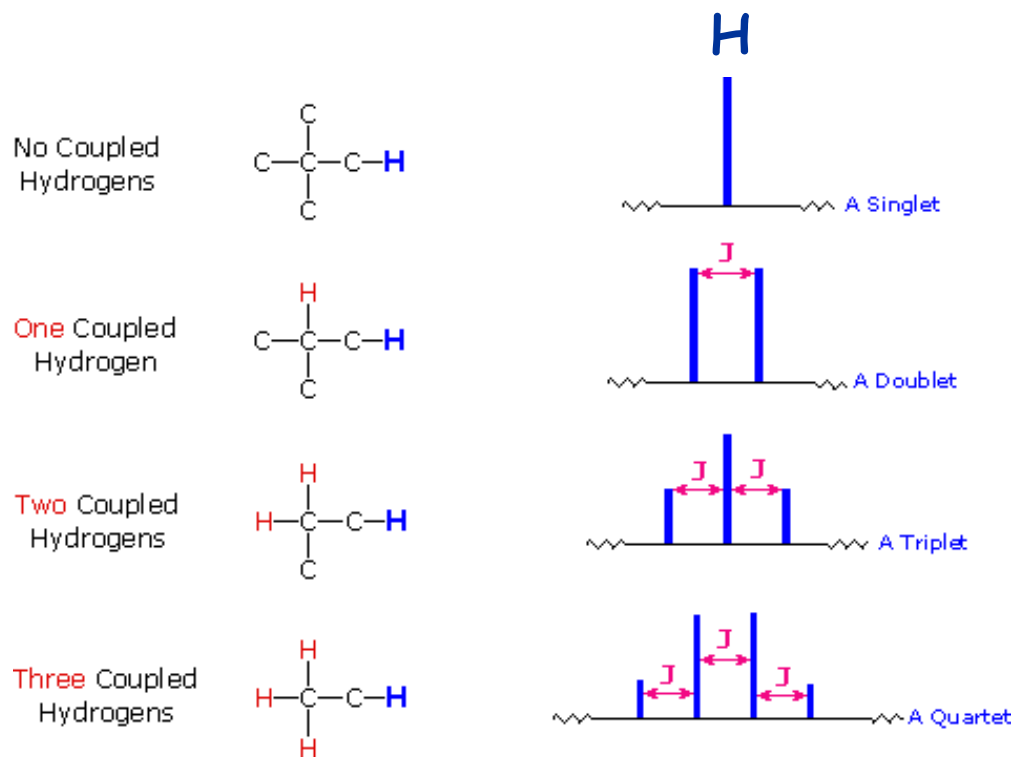 H
No Coupled
Hydrogens
C
C C C H
C
A Singlet
J
One Coupled
Hydrogen
H
C C C H
C
A Doublet
J J
Two Coupled
Hydrogens
H
H C C H
C
A Triplet
J
J J
Three Coupled
Hydrogens
H
H C C H
H
A Quartet